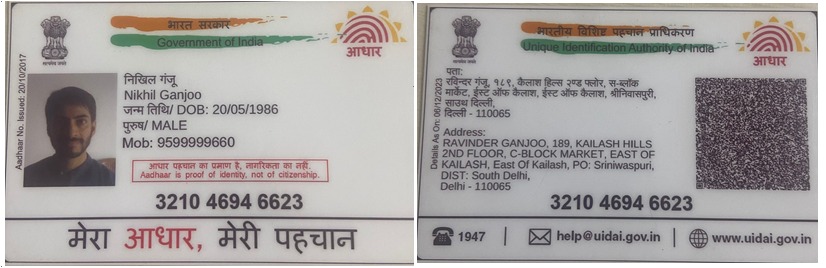 भारत सरकार
Government of India
आधार
Aadhaar No. Issued: 20/10/2017
निखिल गंजू
Nikhil Ganjoo
जन्म तिथि/ DOB: 20/05/1986
पुरुष/ MALE
Mob: 9599999660
आधार पहचान का प्रमाण है, नागरिकता का नहीं.
Aadhaar is proof of identity, not of citizenship.
3210 4694 6623
मेरा आधार, मेरी पहचान
भारतीय विशिष्ट पहचान प्राधिकरण
Unique Identification Authority of India
आधार
Details As On: 06/12/2023
पता:
रविन्दर गंजू, १८९, कैलाश हिल्स २ण्ड फ्लोर, स-ब्लॉक
मार्केट, ईस्ट ऑफ कैलाश, ईस्ट ऑफ कैलाश, श्रीनिवासपुरी,
साउथ दिल्ली,
दिल्ली - 110065
Address:
RAVINDER GANJOO, 189, KAILASH HILLS
2ND FLOOR, C-BLOCK MARKET, EAST OF
KAILASH, East Of Kailash, PO: Sriniwaspuri,
DIST: South Delhi,
Delhi - 110065
3210 4694 6623
1947
help@uidai.gov.in
www.uidai.gov.in